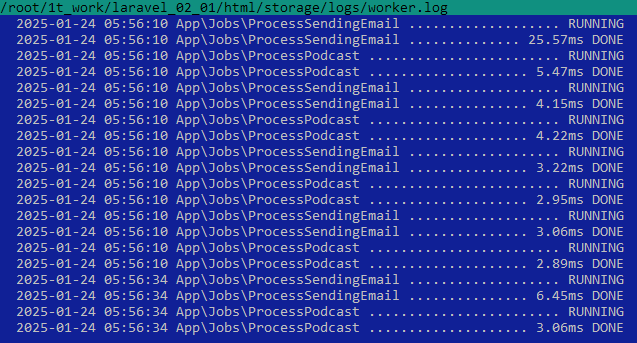 /root/1t_work/laravel_02_01/html/storage/logs/worker.log
2025-01-24 05:56:10 App\Jobs\ProcessSendingEmail ................... RUNNING
2025-01-24 05:56:10 App\Jobs\ProcessSendingEmail .............. 25.57ms DONE
2025-01-24 05:56:10 App\Jobs\ProcessPodcast ........................ RUNNING
2025-01-24 05:56:10 App\Jobs\ProcessPodcast .................... 5.47ms DONE
2025-01-24 05:56:10 App\Jobs\ProcessSendingEmail ................... RUNNING
2025-01-24 05:56:10 App\Jobs\ProcessSendingEmail ............... 4.15ms DONE
2025-01-24 05:56:10 App\Jobs\ProcessPodcast ........................ RUNNING
2025-01-24 05:56:10 App\Jobs\ProcessPodcast .................... 4.22ms DONE
2025-01-24 05:56:10 App\Jobs\ProcessSendingEmail ................... RUNNING
2025-01-24 05:56:10 App\Jobs\ProcessSendingEmail ............... 3.22ms DONE
2025-01-24 05:56:10 App\Jobs\ProcessPodcast ........................ RUNNING
2025-01-24 05:56:10 App\Jobs\ProcessPodcast .................... 2.95ms DONE
2025-01-24 05:56:10 App\Jobs\ProcessSendingEmail ................... RUNNING
2025-01-24 05:56:10 App\Jobs\ProcessSendingEmail ............... 3.06ms DONE
2025-01-24 05:56:10 App\Jobs\ProcessPodcast ........................ RUNNING
2025-01-24 05:56:10 App\Jobs\ProcessPodcast .................... 2.89ms DONE
2025-01-24 05:56:34 App\Jobs\ProcessSendingEmail ................... RUNNING
2025-01-24 05:56:34 App\Jobs\ProcessSendingEmail ............... 6.45ms DONE
2025-01-24 05:56:34 App\Jobs\ProcessPodcast ........................ RUNNING
2025-01-24 05:56:34 App\Jobs\ProcessPodcast .................... 3.06ms DONE